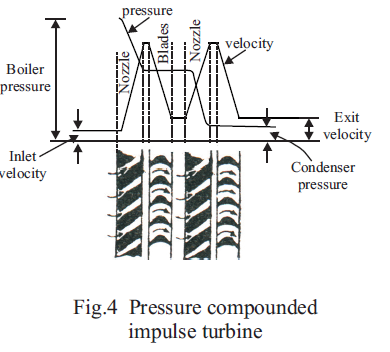 pressure
Nozzle
Blades
Nozzle
velocity
Boiler
pressure
Inlet
velocity
Exit
velocity
Condenser
pressure
Fig.4 Pressure compounded
impulse turbine